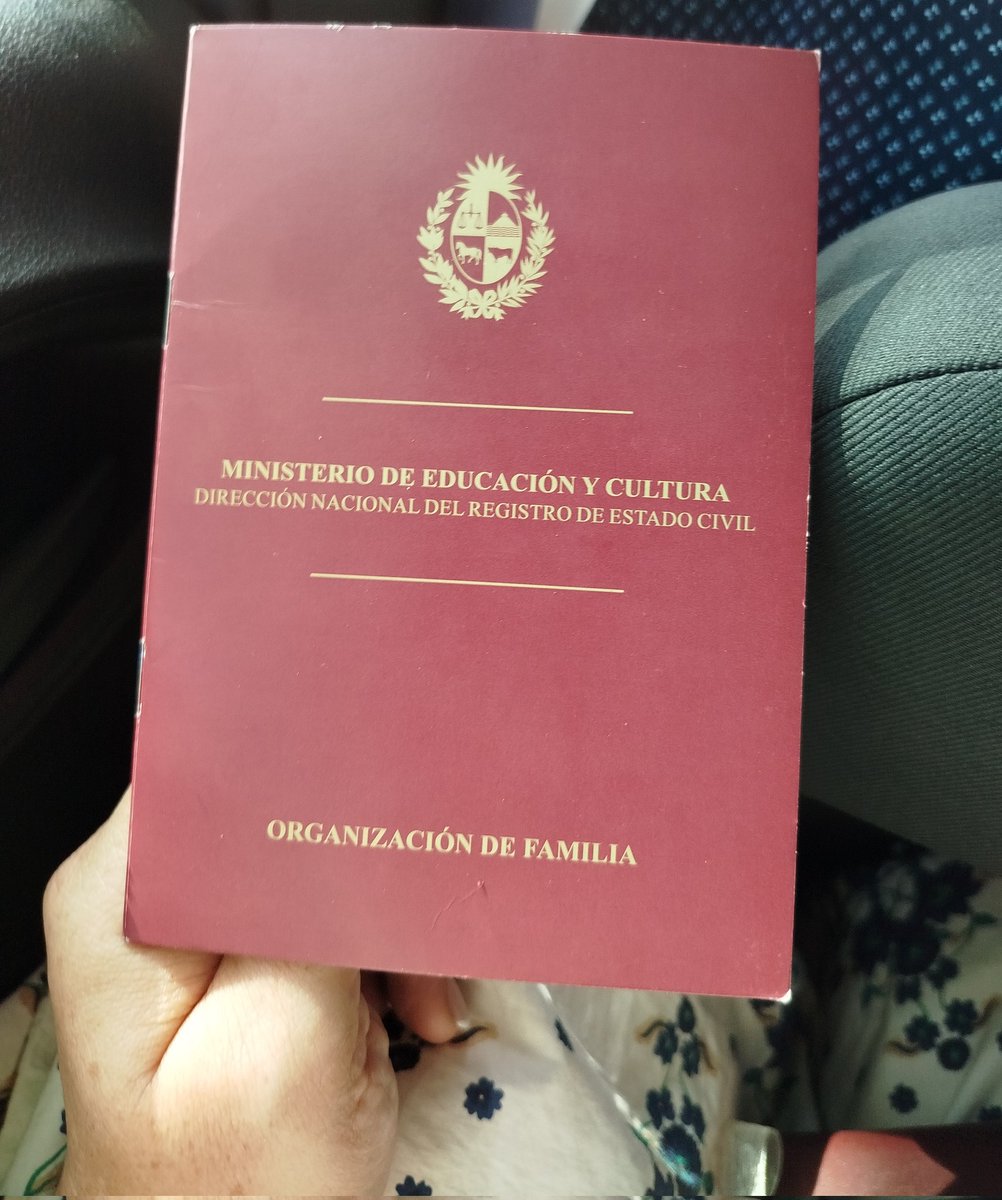 MINISTERIO DE EDUCACIÓN Y CULTURA
DIRECCIÓN NACIONAL DEL REGISTRO DE ESTADO CIVIL
ORGANIZACIÓN DE FAMILIA